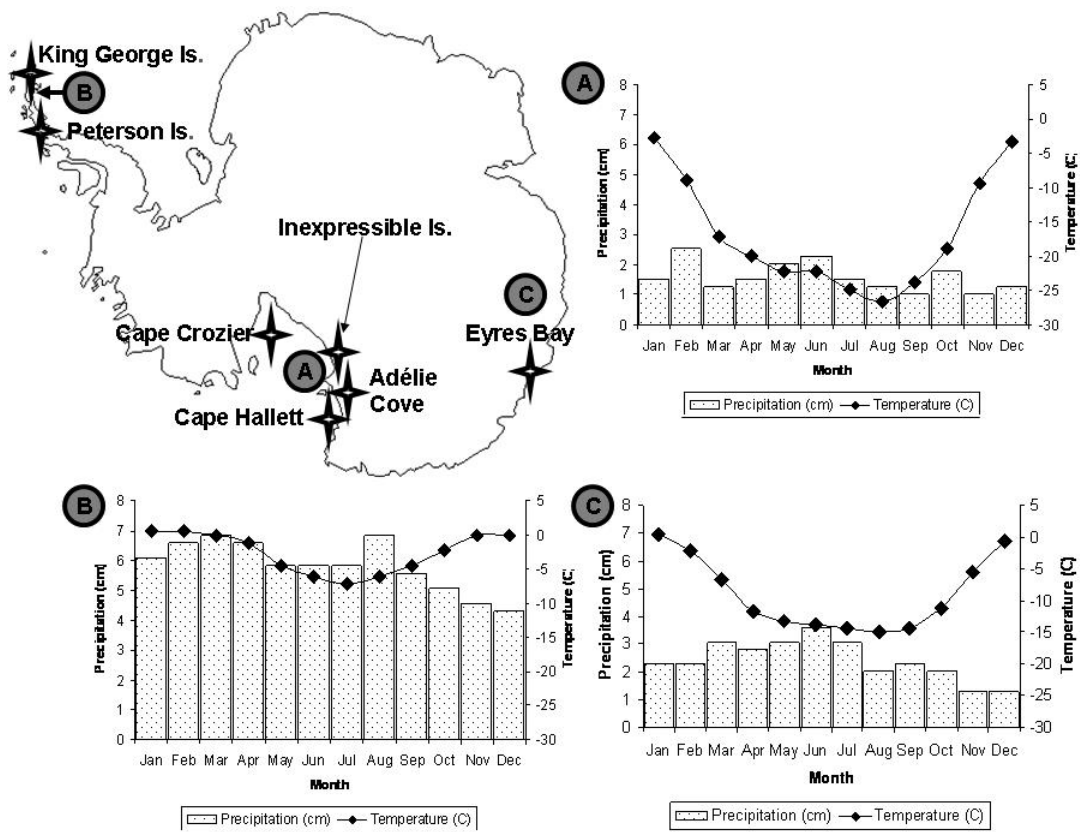 King George Is.
B
Peterson Is.
Inexpressible Is.
C
Cape Crozier
Eyres Bay
A
Adélie
Cove
Cape Hallett
A
8
7
6
5
4
3
2
1
0
Precipitation (cm)
5
0
-5
-10
-15
-20
-25
-30
Temperature (C;
Jan Feb Mar Apr May Jun Jul Aug Sep Oct Nov Dec
Month
Precipitation (cm) Temperature (C)
B
8
7
6
5
4
3
2
1
0
Precipitation (cm)
5
0
-5
-10
-15
-20
-25
-30
Temperature (C;
Jan Feb Mar Apr May Jun Jul Aug Sep Oct Nov Dec
Month
Precipitation (cm) Temperature (C)
C
8
7
6
5
4
3
2
1
0
Precipitation (cm)
5
0
-5
-10
-15
-20
-25
-30
Temperature (C)
Jan Feb Mar Apr May Jun Jul Aug Sep Oct Nov Dec
Month
Precipitation (cm) Temperature (C)